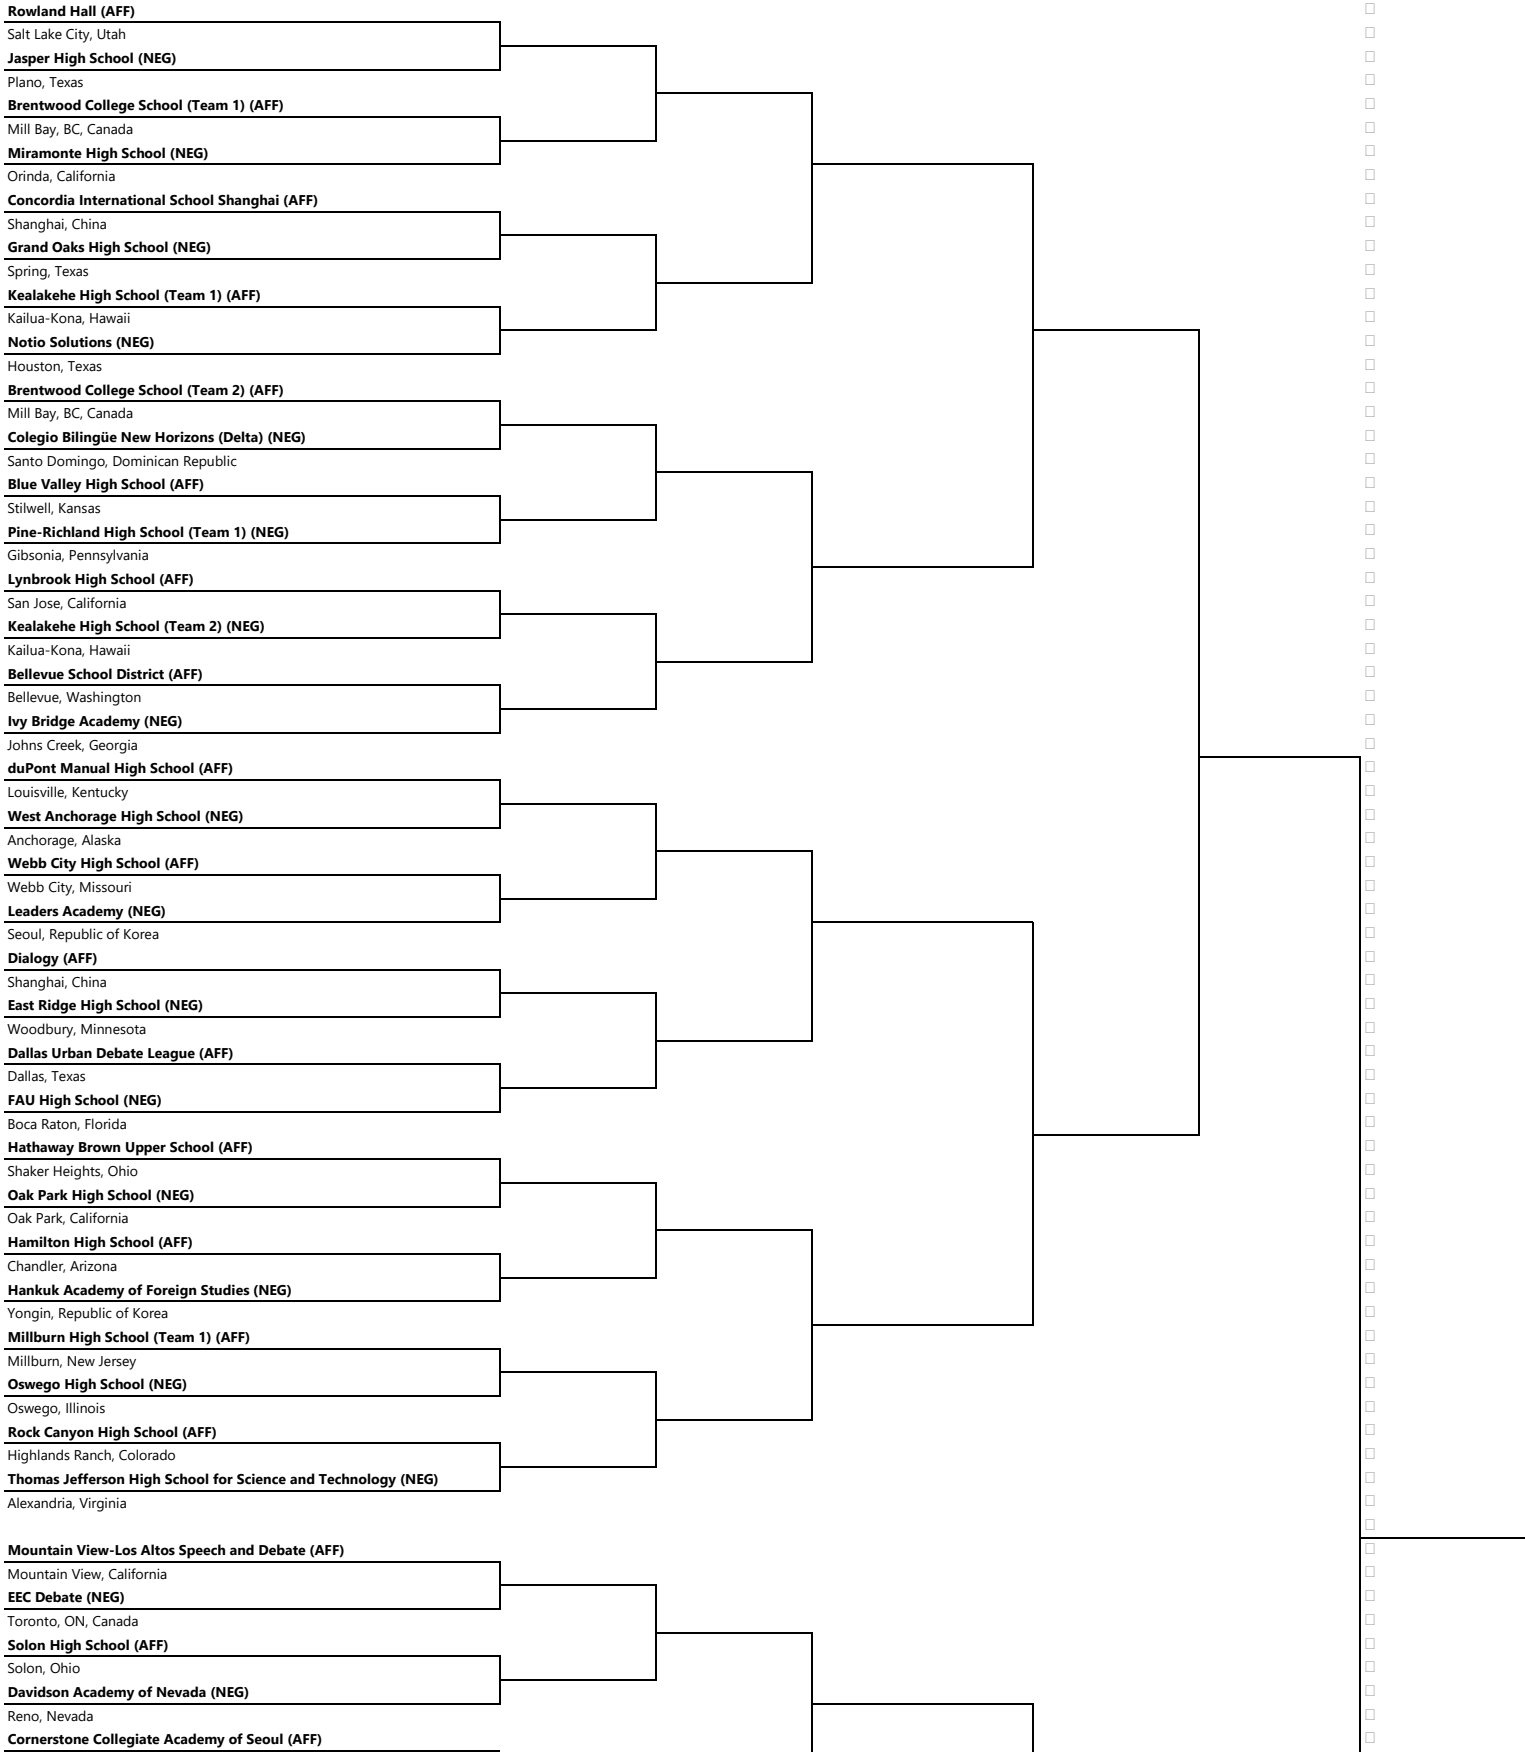 Rowland Hall (AFF)
Salt Lake City, Utah
Jasper High School (NEG)
Plano, Texas
Brentwood College School (Team 1) (AFF)
Mill Bay, BC, Canada
Miramonte High School (NEG)
Orinda, California
Concordia International School Shanghai (AFF)
Shanghai, China
Grand Oaks High School (NEG)
Spring, Texas
Kealakehe High School (Team 1) (AFF)
Kailua-Kona, Hawaii
Notio Solutions (NEG)
Houston, Texas
Brentwood College School (Team 2) (AFF)
Mill Bay, BC, Canada
Colegio Bilingüe New Horizons (Delta) (NEG)
Santo Domingo, Dominican Republic
Blue Valley High School (AFF)
Stilwell, Kansas
Pine-Richland High School (Team 1) (NEG)
Gibsonia, Pennsylvania
Lynbrook High School (AFF)
San Jose, California
Kealakehe High School (Team 2) (NEG)
Kailua-Kona, Hawaii
Bellevue School District (AFF)
Bellevue, Washington
Ivy Bridge Academy (NEG)
Johns Creek, Georgia
duPont Manual High School (AFF)
Louisville, Kentucky
West Anchorage High School (NEG)
Anchorage, Alaska
Webb City High School (AFF)
Webb City, Missouri
Leaders Academy (NEG)
Seoul, Republic of Korea
Dialogy (AFF)
Shanghai, China
East Ridge High School (NEG)
Woodbury, Minnesota
Dallas Urban Debate League (AFF)
Dallas, Texas
FAU High School (NEG)
Boca Raton, Florida
Hathaway Brown Upper School (AFF)
Shaker Heights, Ohio
Oak Park High School (NEG)
Oak Park, California
Hamilton High School (AFF)
Chandler, Arizona
Hankuk Academy of Foreign Studies (NEG)
Yongin, Republic of Korea
Millburn High School (Team 1) (AFF)
Millburn, New Jersey
Oswego High School (NEG)
Oswego, Illinois
Rock Canyon High School (AFF)
Highlands Ranch, Colorado
Thomas Jefferson High School for Science and Technology (NEG)
Alexandria, Virginia
Mountain View-Los Altos Speech and Debate (AFF)
Mountain View, California
EEC Debate (NEG)
Toronto, ON, Canada
Solon High School (AFF)
Solon, Ohio
Davidson Academy of Nevada (NEG)
Reno, Nevada
Cornerstone Collegiate Academy of Seoul (AFF)